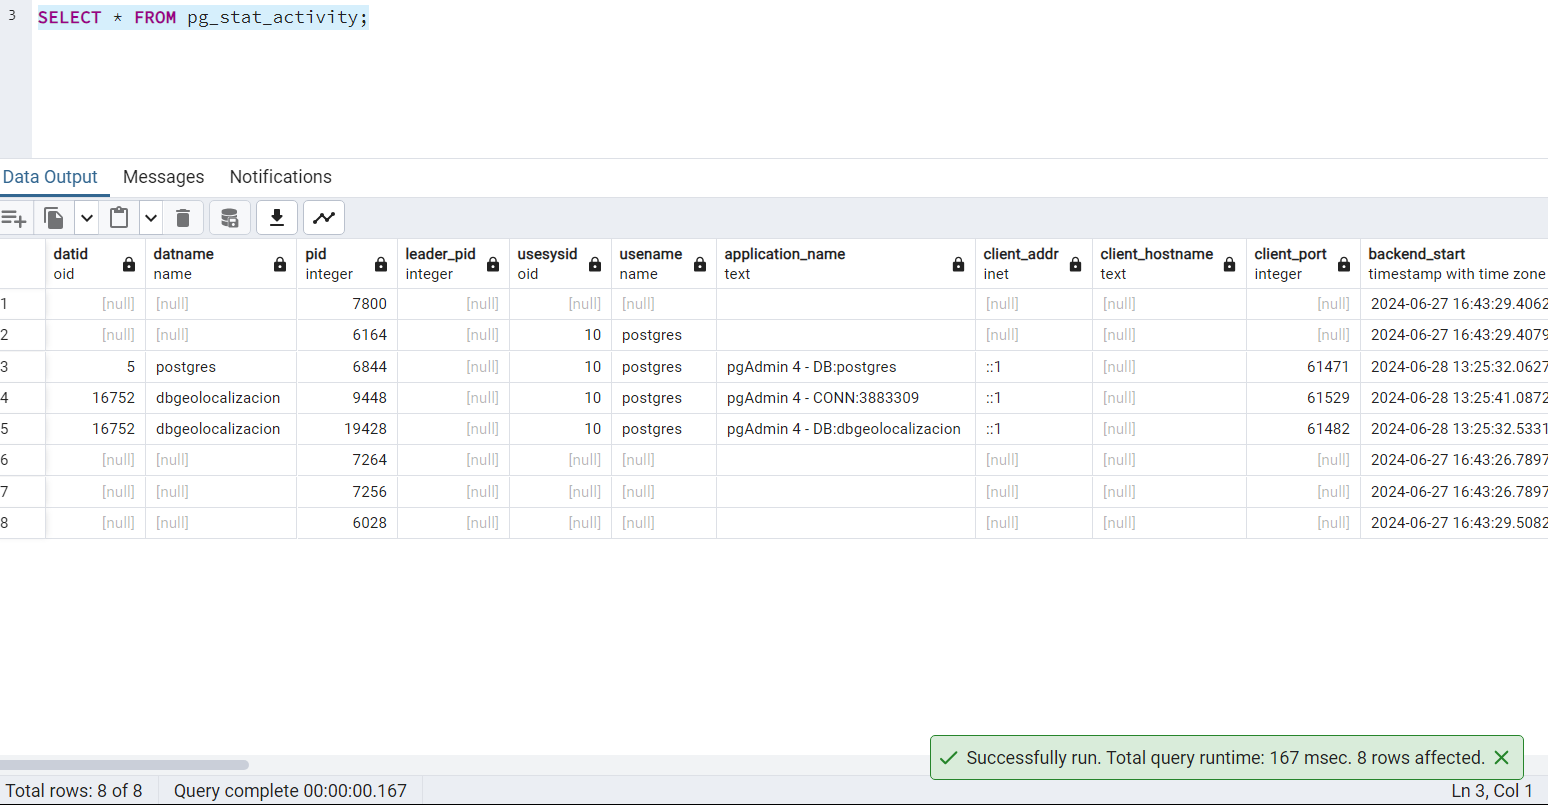 3 SELECT * FROM pg_stat_activity;
Data Output Messages Notifications
datid datname pid leader_pid usesysid usename application_name client_addr client_hostname client_port backend_start
oid name integer integer oid name text inet text integer timestamp with time zone
1 [null] [null] 7800 [null] [null] [null] [null] [null] [null] 2024-06-27 16:43:29.4062
2 [null] [null] 6164 [null] 10 postgres [null] [null] [null] 2024-06-27 16:43:29.4079
3 5 postgres 6844 [null] 10 postgres pgAdmin 4 - DB:postgres ::1 [null] 61471 2024-06-28 13:25:32.0627
4 16752 dbgeolocalizacion 9448 [null] 10 postgres pgAdmin 4 - CONN:3883309 ::1 [null] 61529 2024-06-28 13:25:41.0872
5 16752 dbgeolocalizacion 19428 [null] 10 postgres pgAdmin 4 - DB:dbgeolocalizacion ::1 [null] 61482 2024-06-28 13:25:32.5331
6 [null] [null] 7264 [null] [null] [null] [null] [null] [null] 2024-06-27 16:43:26.7897
7 [null] [null] 7256 [null] [null] [null] [null] [null] [null] 2024-06-27 16:43:26.7897
8 [null] [null] 6028 [null] [null] [null] [null] [null] [null] 2024-06-27 16:43:29.5082
Successfully run. Total query runtime: 167 msec. 8 rows affected.
Total rows: 8 of 8 Query complete 00:00:00.167 Ln 3, Col 1